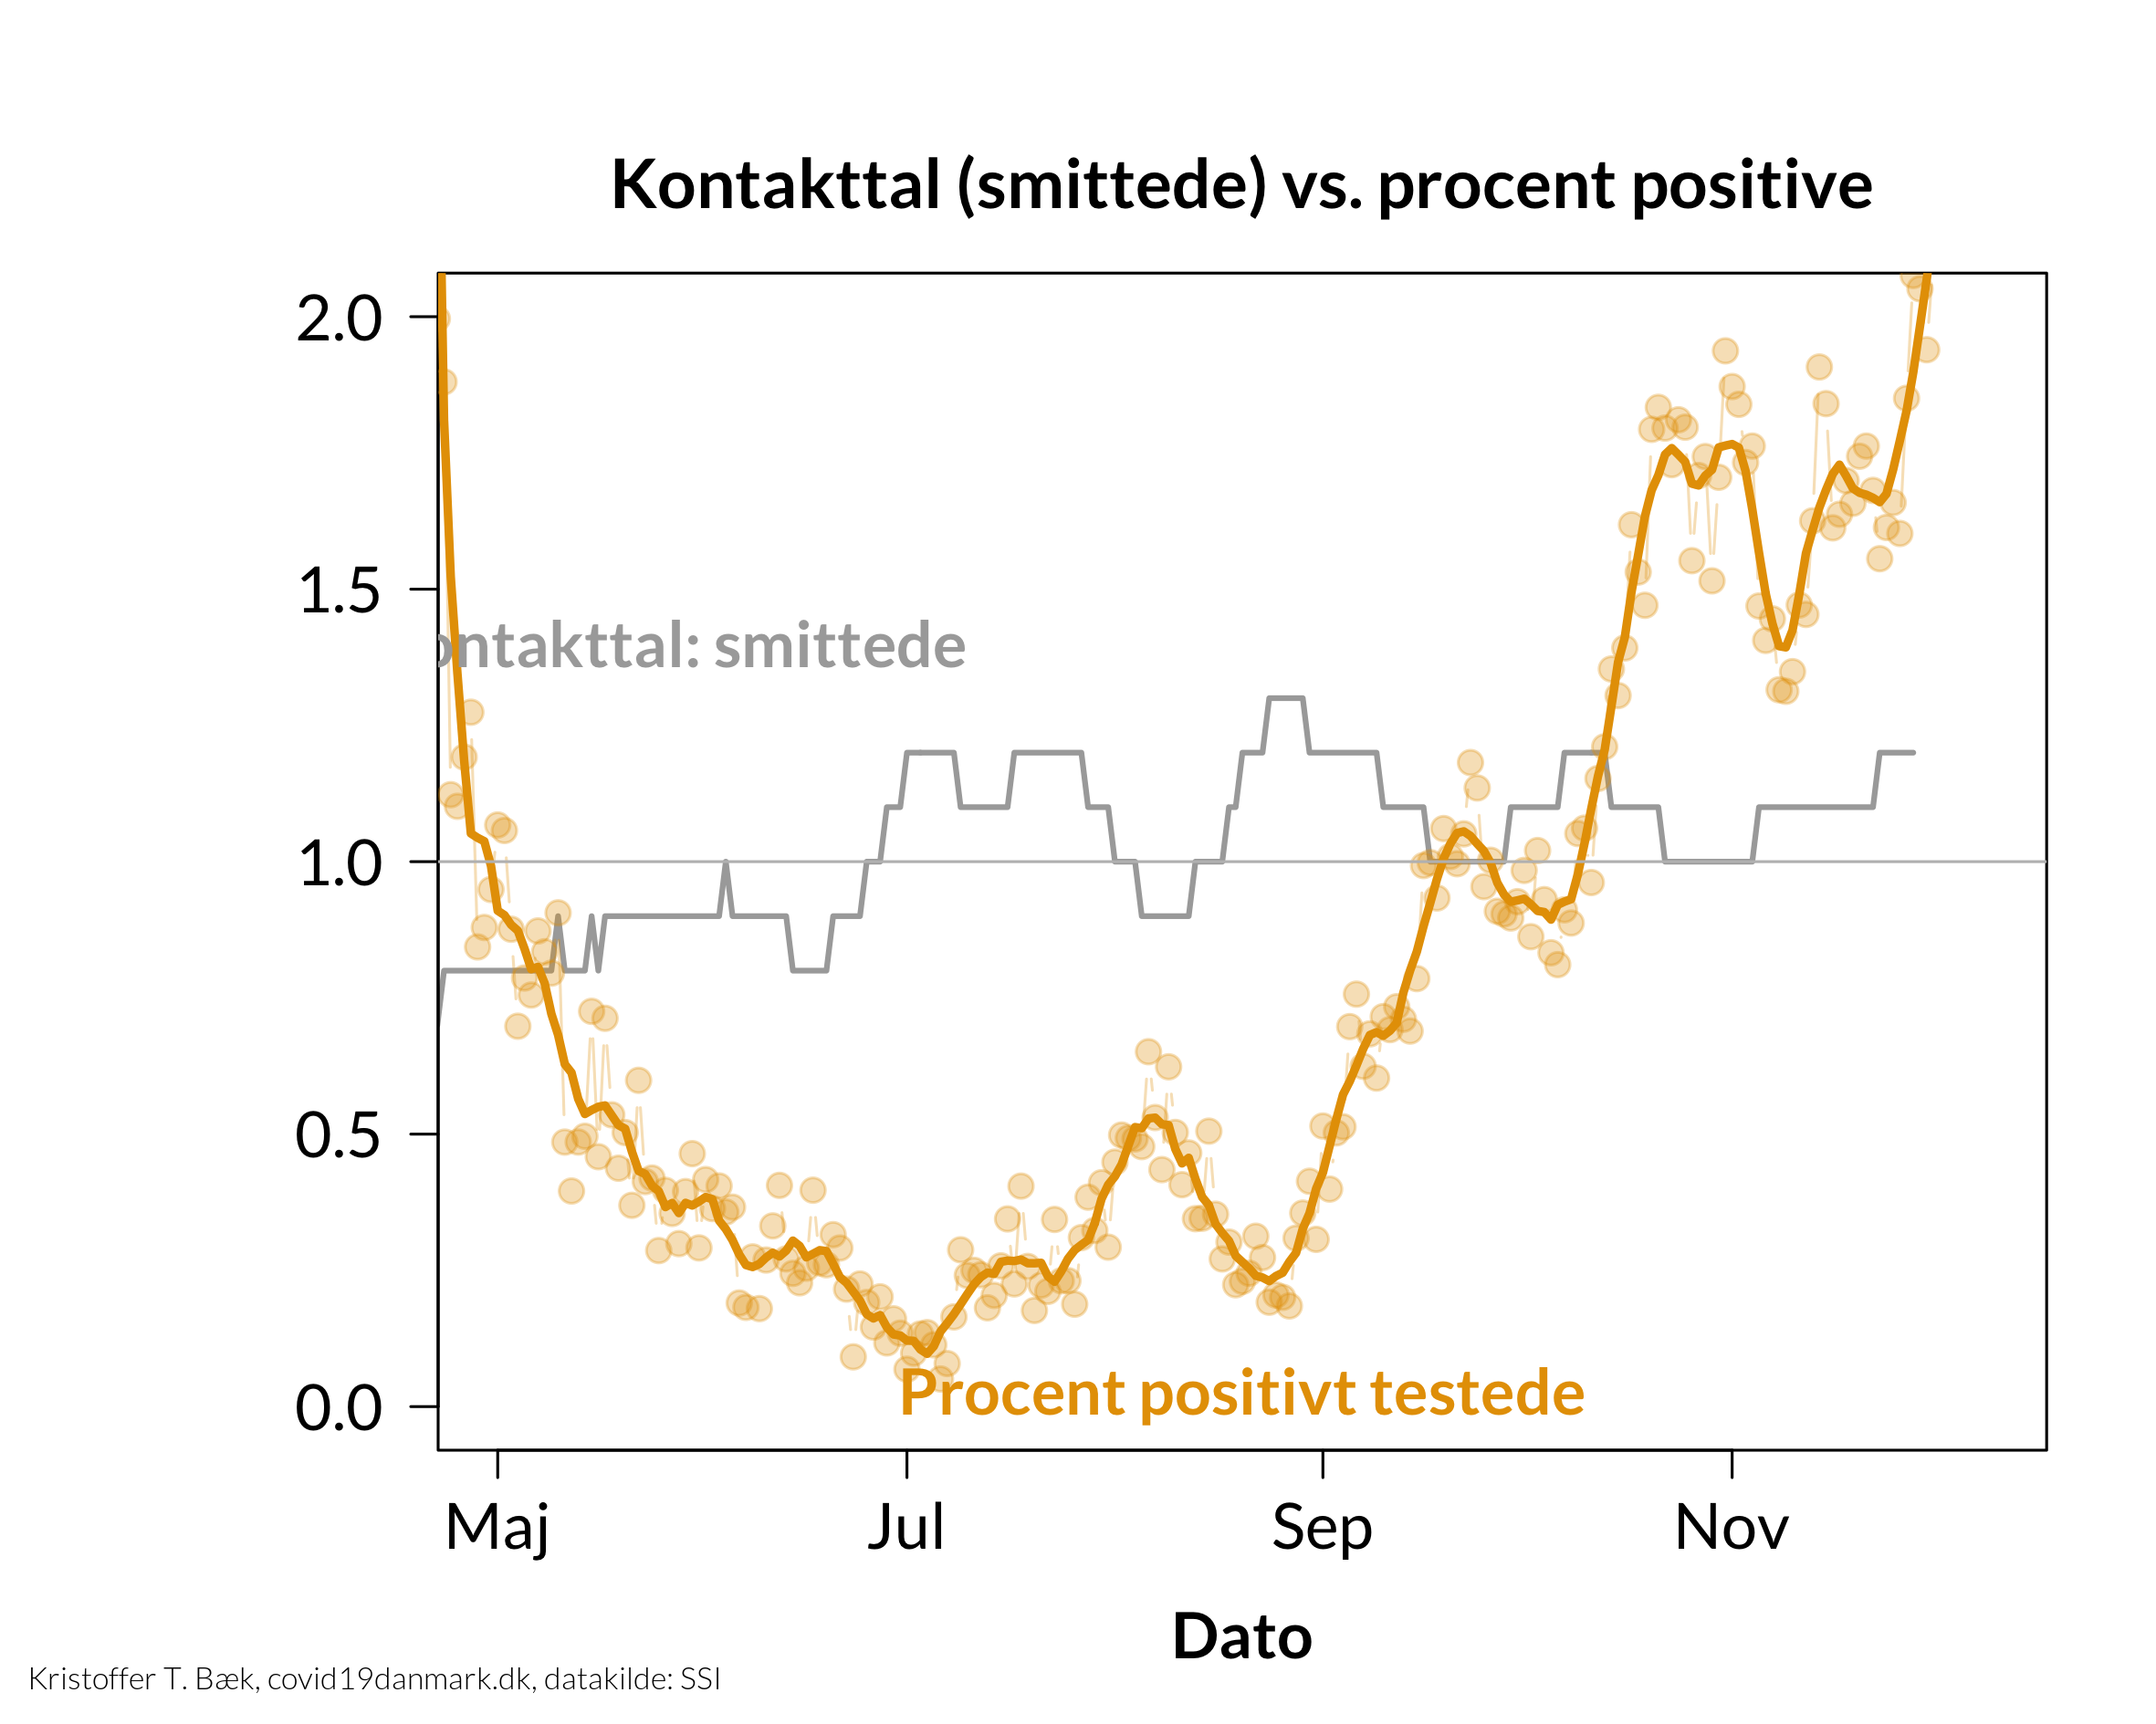 Kontakttal (smittede) vs. procent positive
2.0
1.5
ontakttal: smittede
1.0
0.5
0.0
Procent positivt testede
Maj Jul Sep Nov
Dato
Kristoffer T. Bæk, covid19danmark.dk, datakilde: SSI